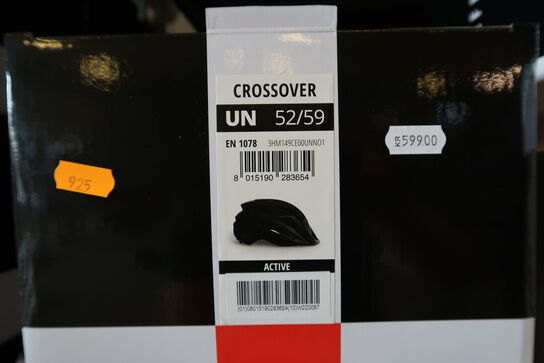 CROSSOVER
UN 52/59
EN 1078 3HM149CE00UNNO1
8 015190 283654
ACTIVE
(01)08015190283654(10)W220087
925
KR 599.00